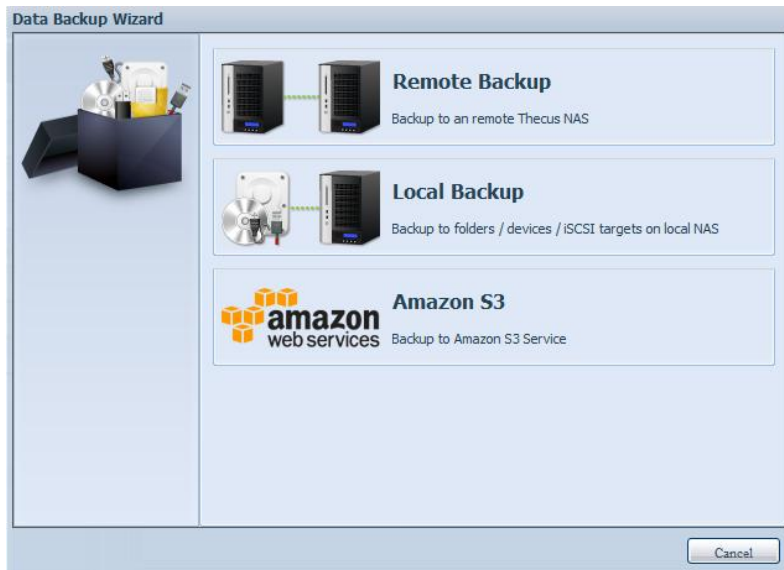 Data Backup Wizard
Remote Backup
Backup to an remote Thecus NAS
Local Backup
Backup to folders / devices / iSCSI targets on local NAS
amazon
web services
Amazon S3
Backup to Amazon S3 Service
Cancel